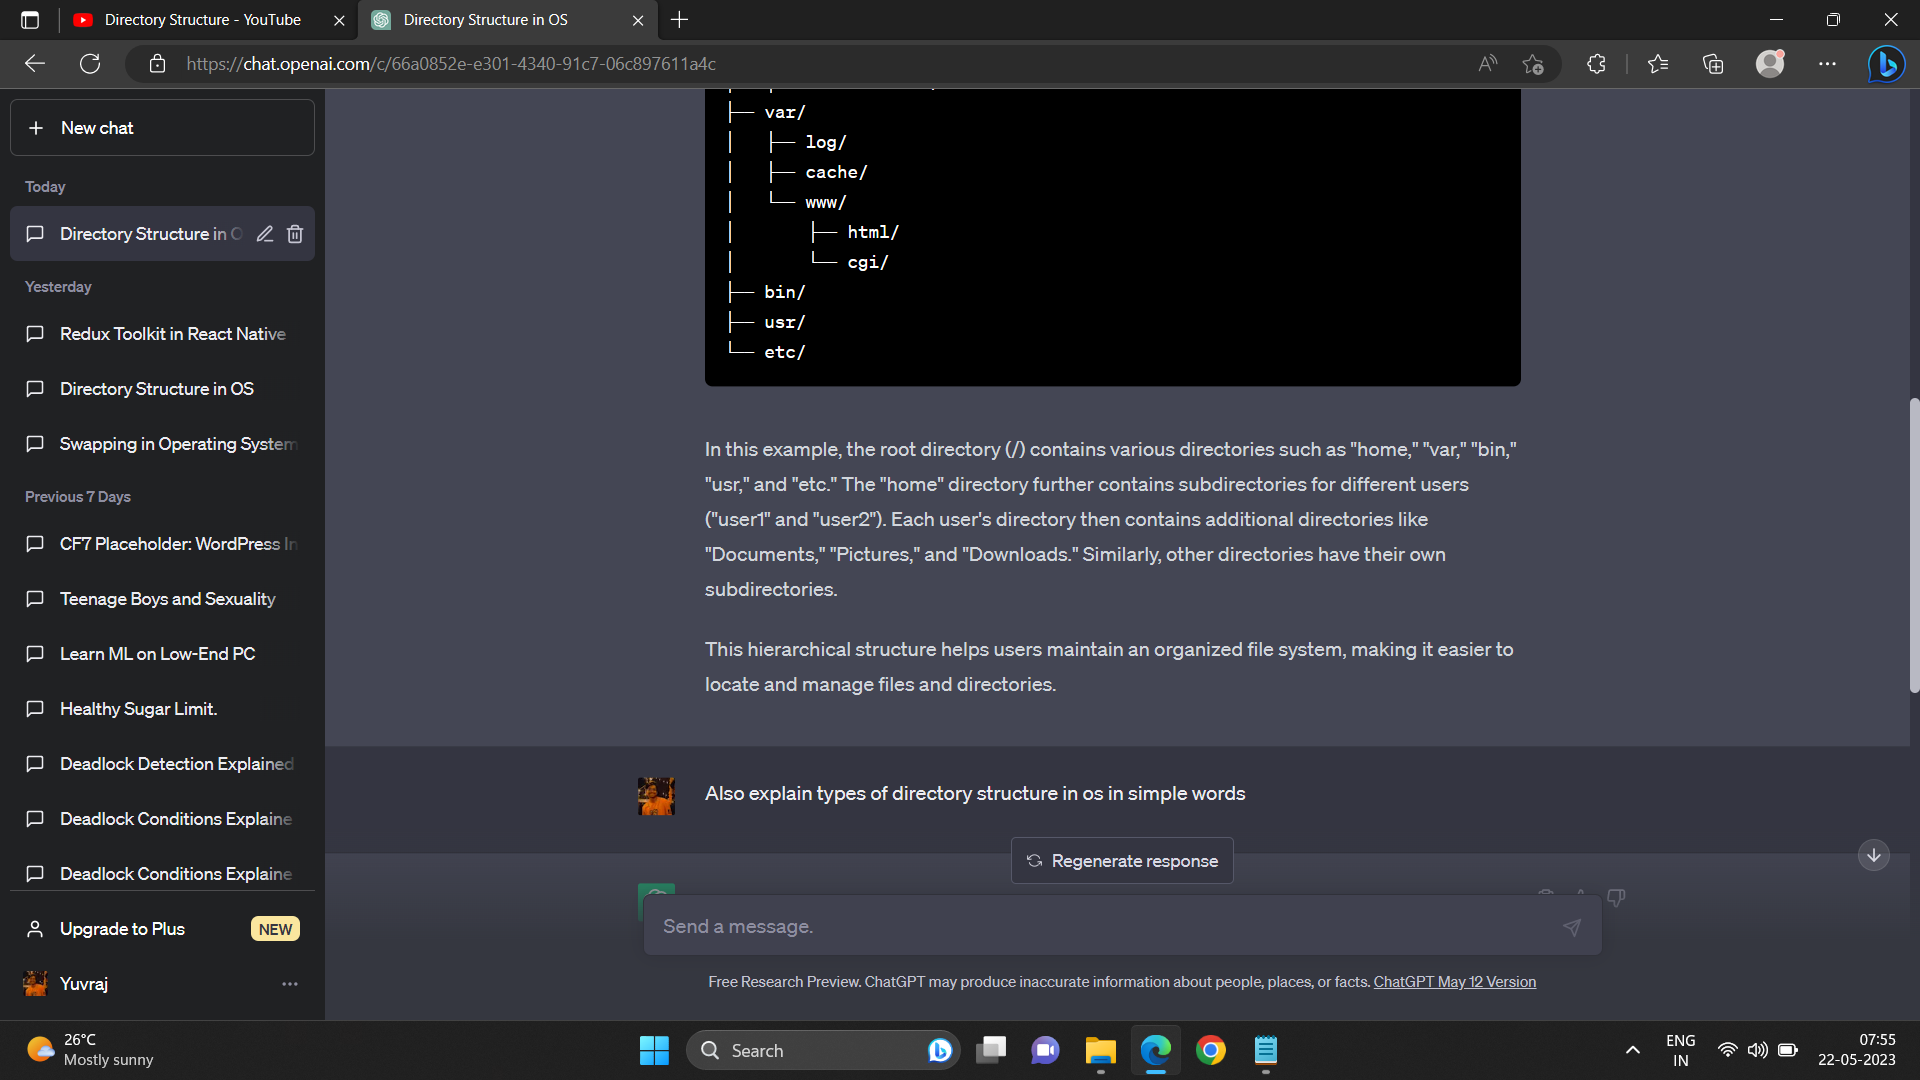 Directory Structure - YouTube
Directory Structure in OS
https://chat.openai.com/c/66a0852e-e301-4340-91c7-06c897611a4c
New chat
Today
Directory Structure in O
Yesterday
Redux Toolkit in React Native
Directory Structure in OS
Swapping in Operating System
Previous 7 Days
CF7 Placeholder: WordPress In
Teenage Boys and Sexuality
Learn ML on Low-End PC
Healthy Sugar Limit.
Deadlock Detection Explained
Deadlock Conditions Explaine
Deadlock Conditions Explaine
Upgrade to Plus NEW
Yuvraj
├── var/
│   ├── log/
│   ├── cache/
│   └── www/
│       ├── html/
│       └── cgi/
├── bin/
├── usr/
└── etc/
In this example, the root directory (/) contains various directories such as "home," "var," "bin,"
"usr," and "etc." The "home" directory further contains subdirectories for different users
("user1" and "user2"). Each user's directory then contains additional directories like
"Documents," "Pictures," and "Downloads." Similarly, other directories have their own
subdirectories.
This hierarchical structure helps users maintain an organized file system, making it easier to
locate and manage files and directories.
Also explain types of directory structure in os in simple words
Regenerate response
Send a message.
Free Research Preview. ChatGPT may produce inaccurate information about people, places, or facts. ChatGPT May 12 Version
26°C
Mostly sunny
Search
ENG
IN
07:55
22-05-2023